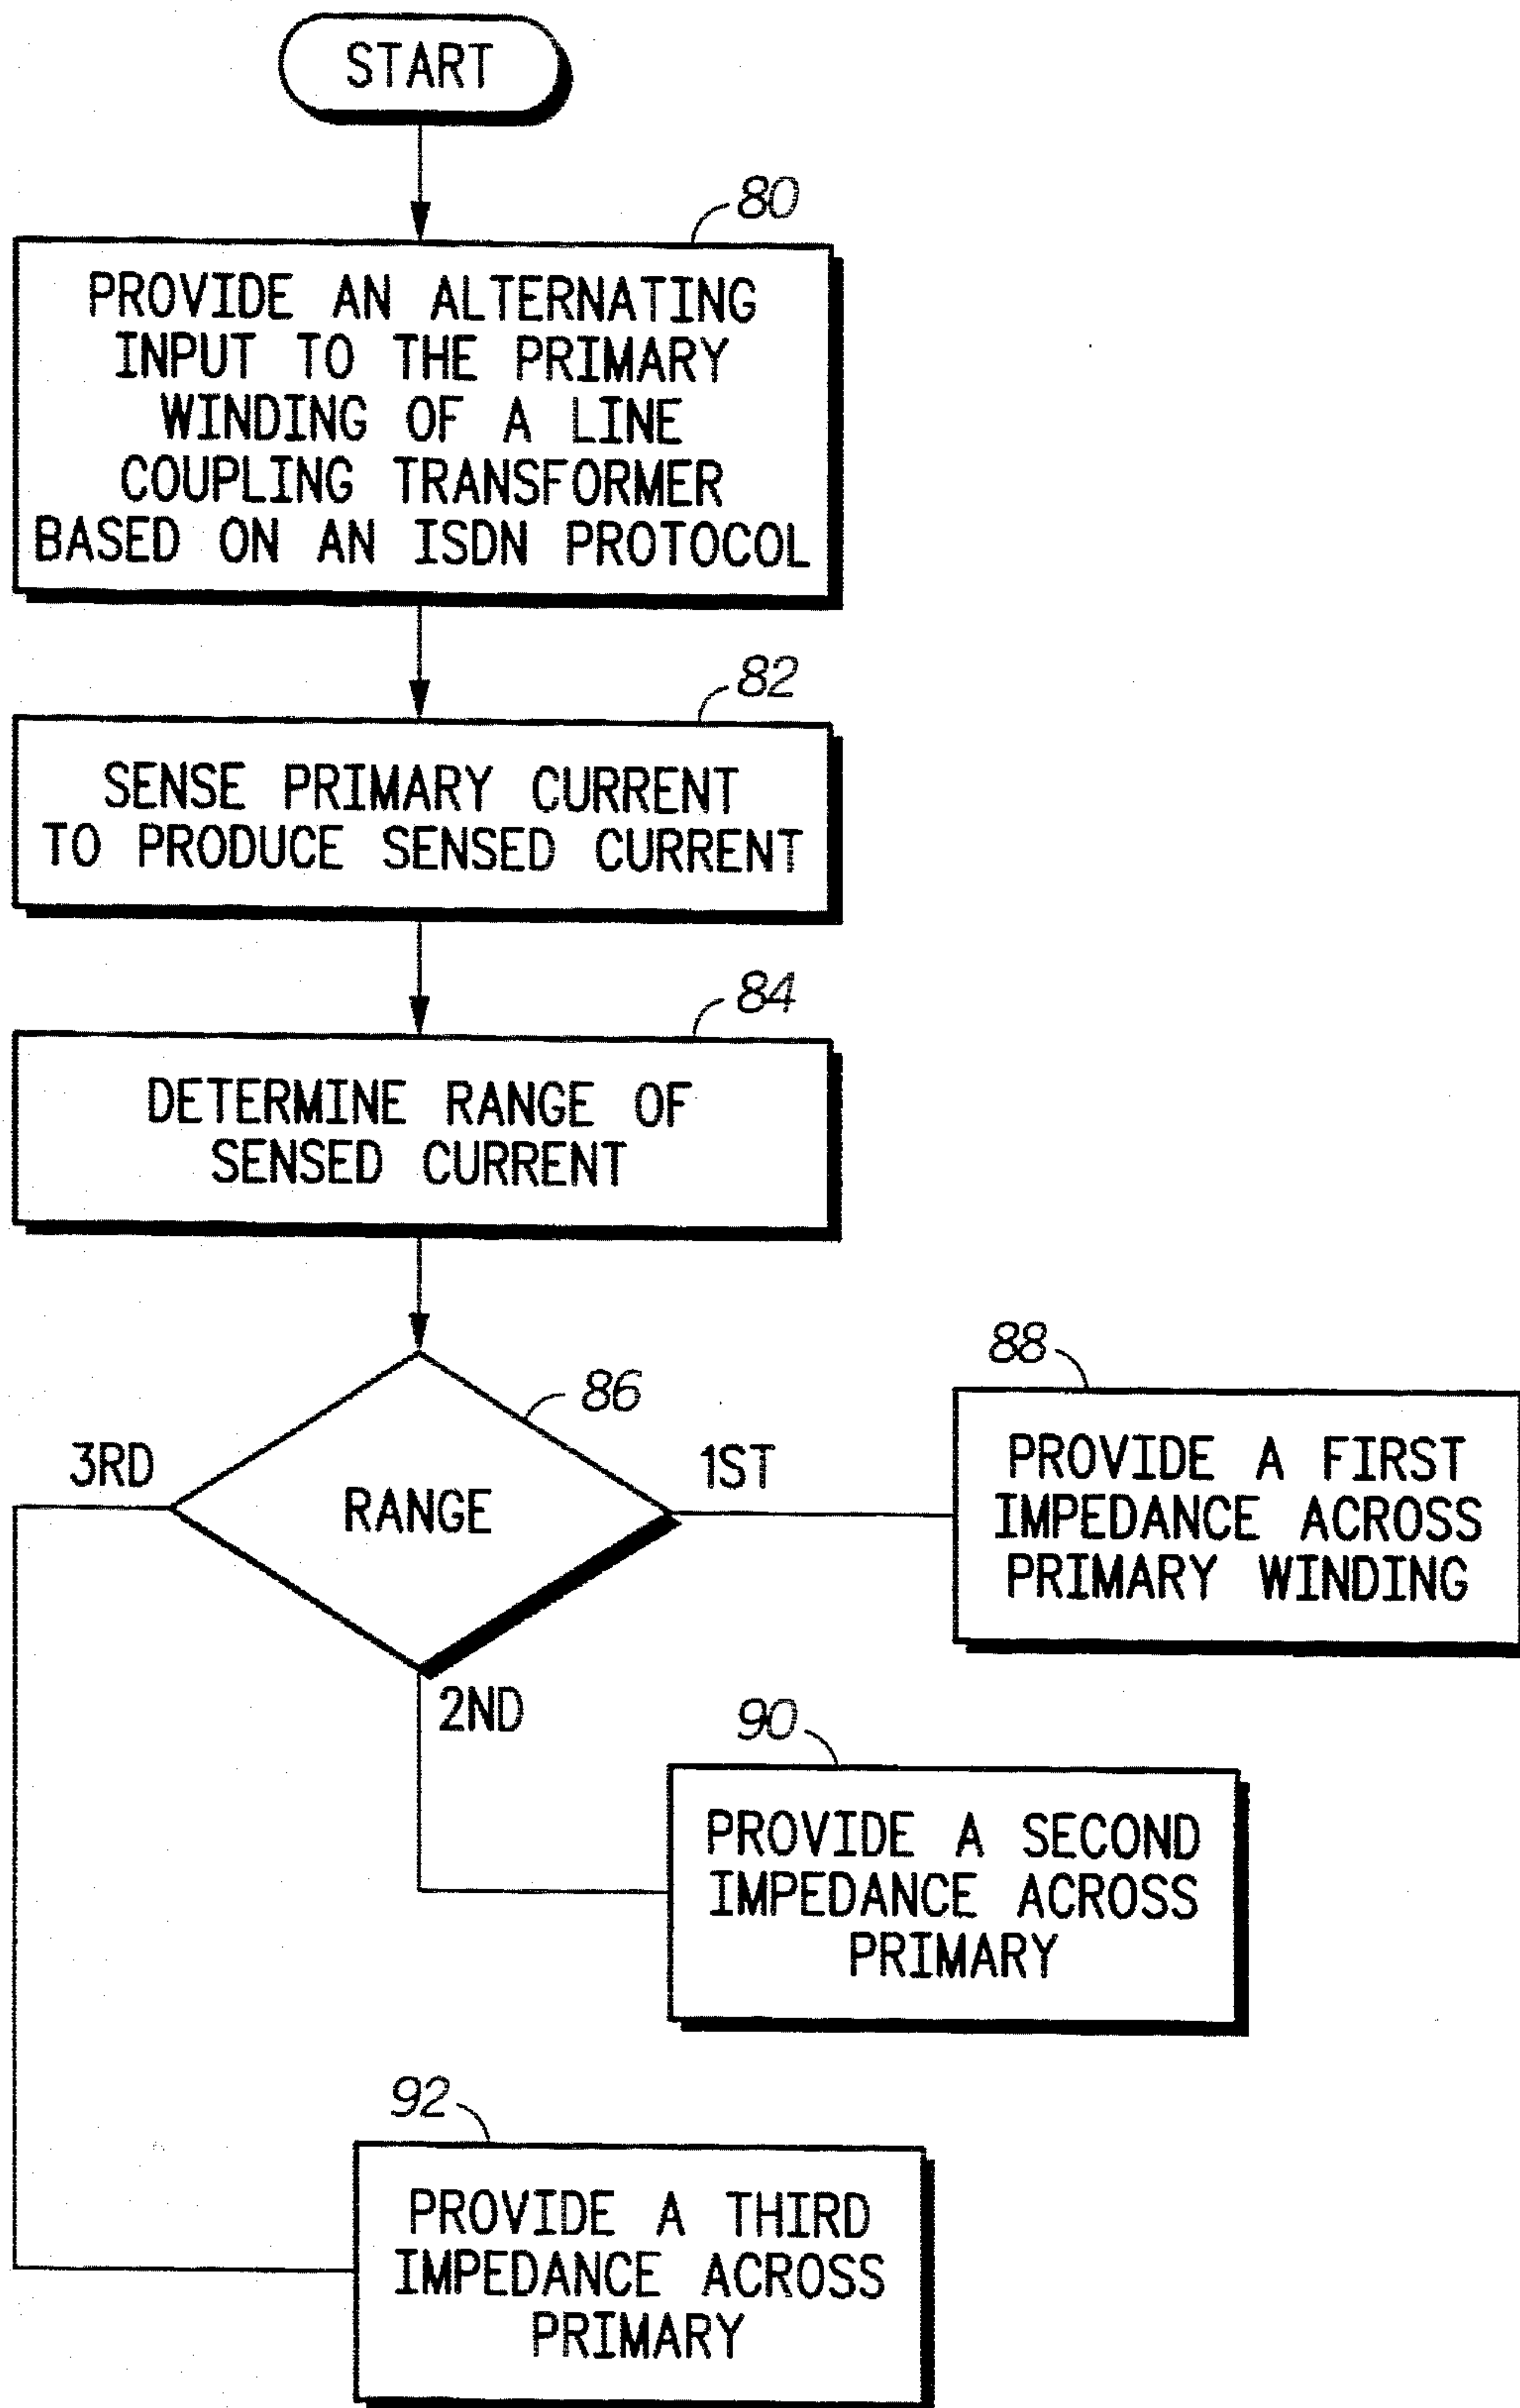 START
80
PROVIDE AN ALTERNATING
INPUT TO THE PRIMARY
WINDING OF A LINE
COUPLING TRANSFORMER
BASED ON AN ISDN PROTOCOL
82
SENSE PRIMARY CURRENT
TO PRODUCE SENSED CURRENT
84
DETERMINE RANGE OF
SENSED CURRENT
86
RANGE
3RD
1ST
2ND
88
PROVIDE A FIRST
IMPEDANCE ACROSS
PRIMARY WINDING
90
PROVIDE A SECOND
IMPEDANCE ACROSS
PRIMARY
92
PROVIDE A THIRD
IMPEDANCE ACROSS
PRIMARY